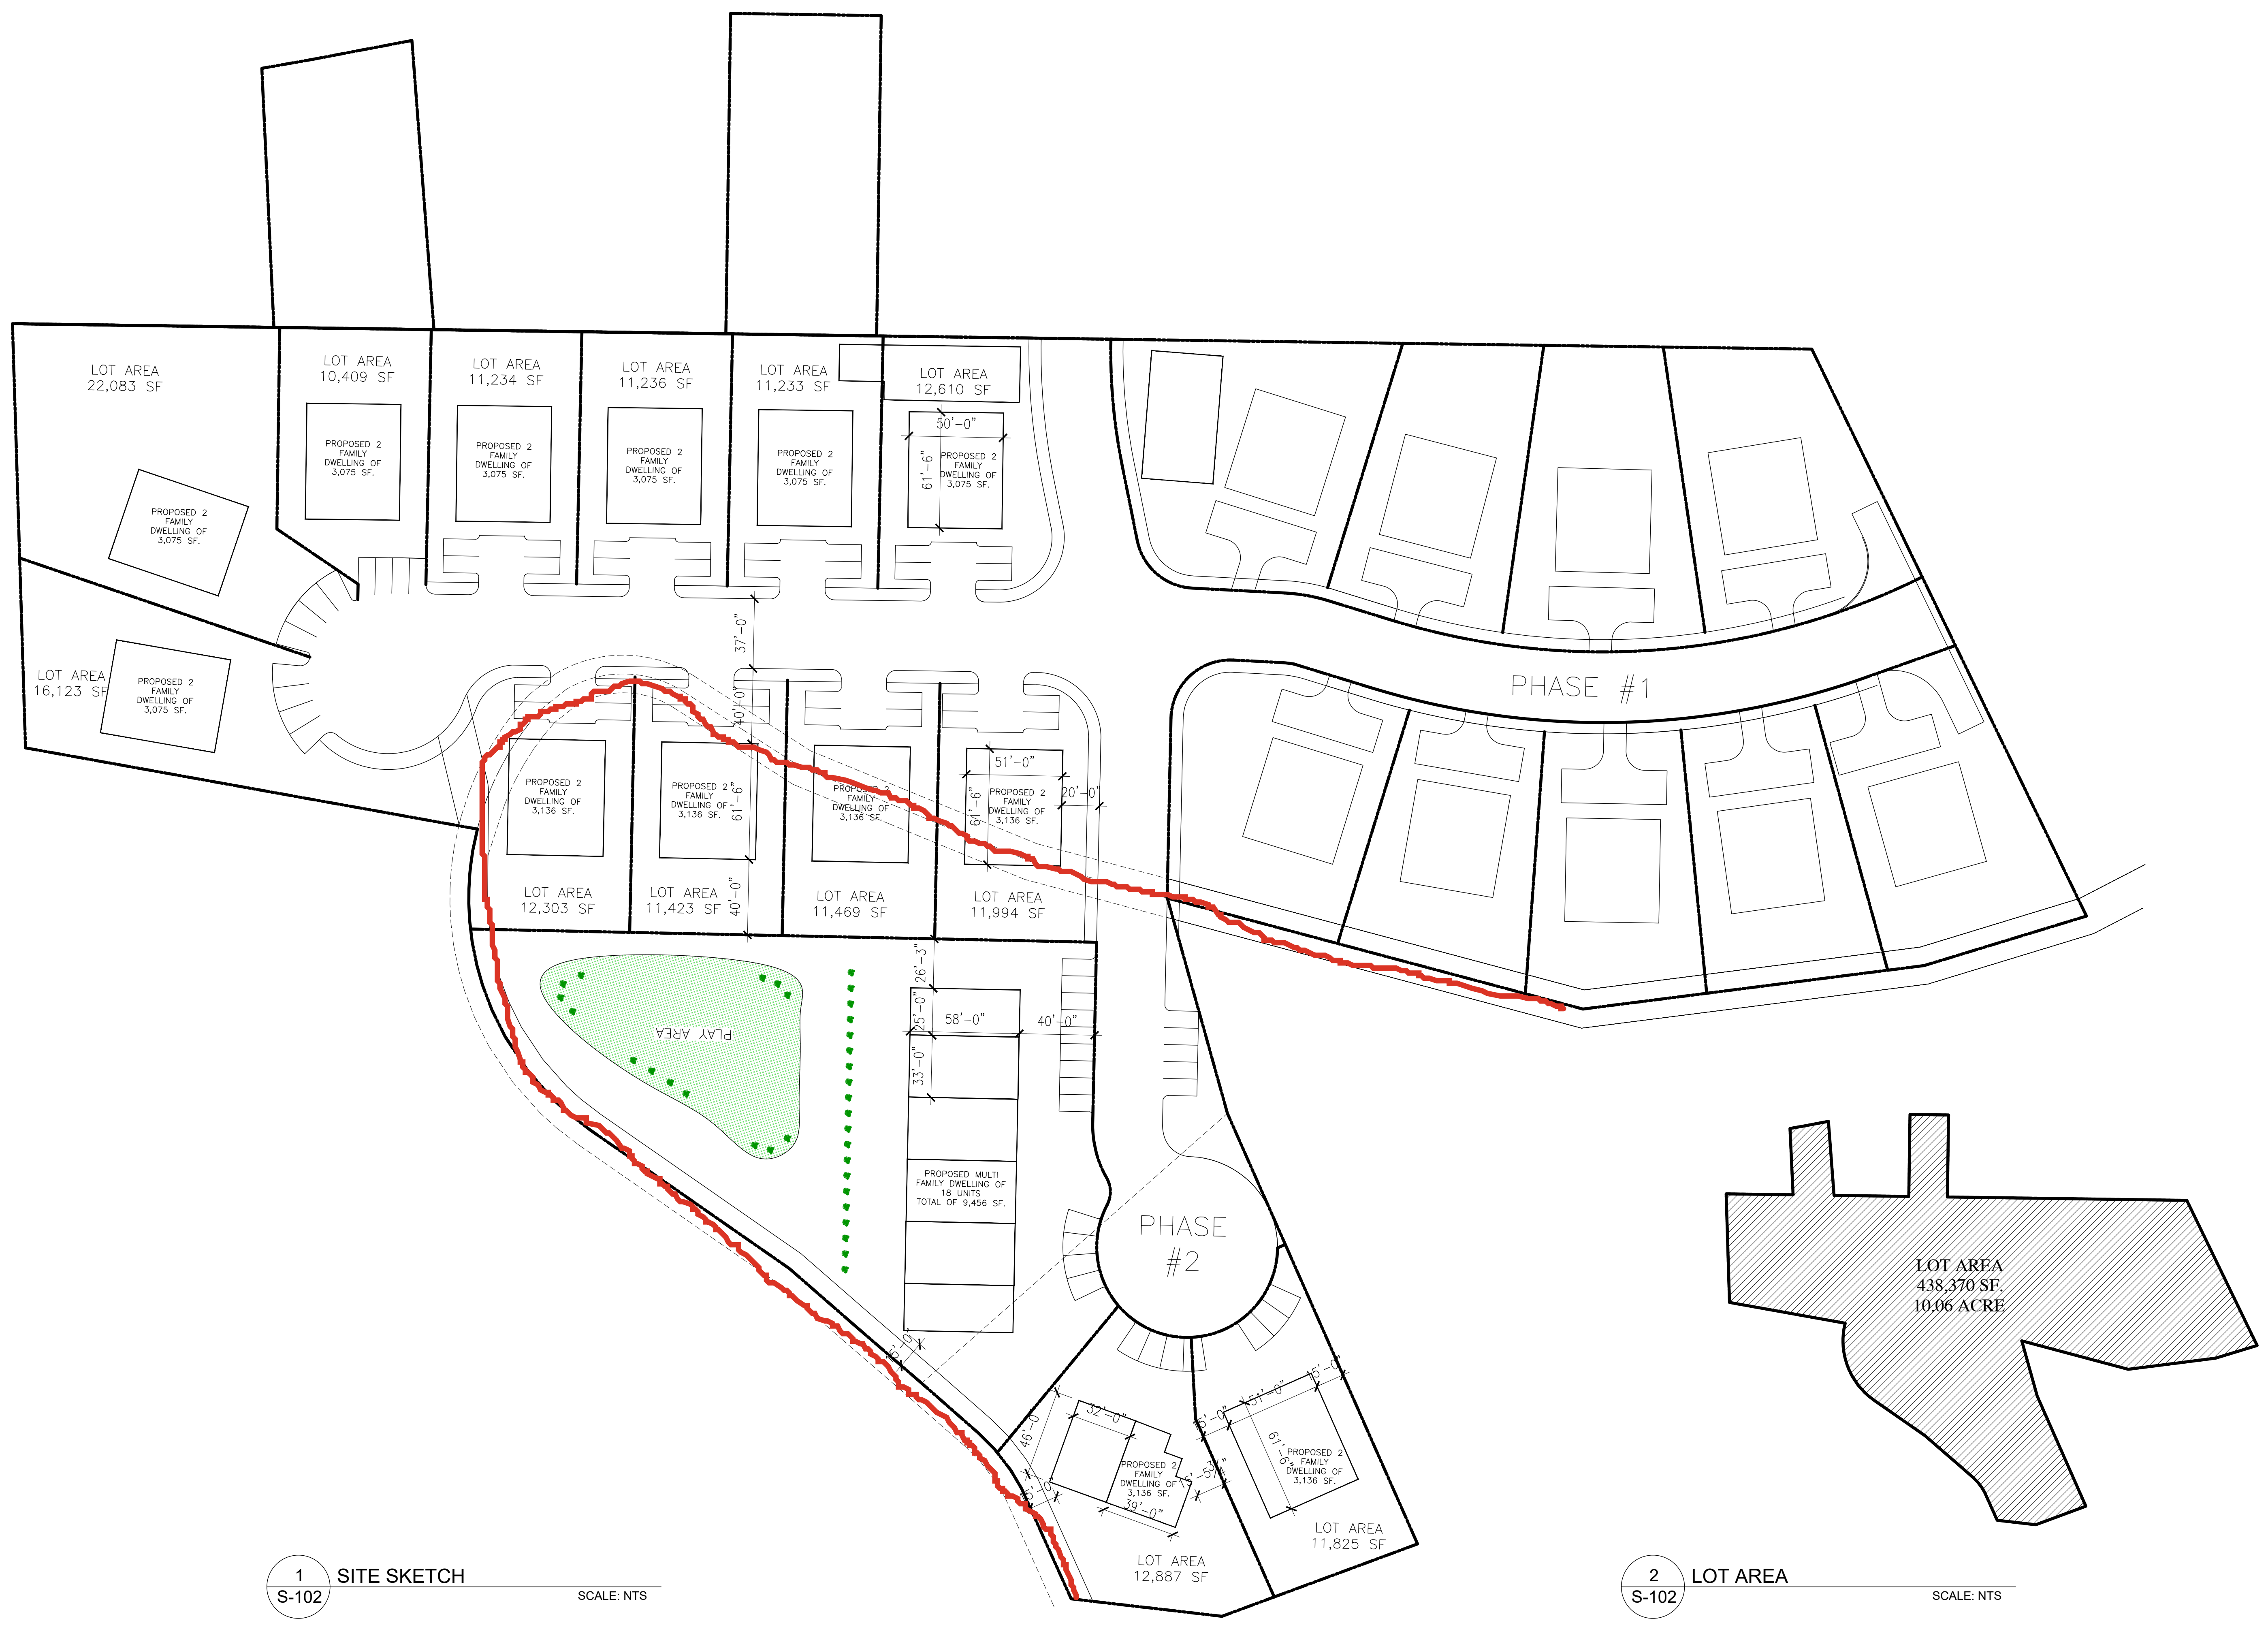 LOT AREA
22,083 SF
LOT AREA
10,409 SF
LOT AREA
11,234 SF
LOT AREA
11,236 SF
LOT AREA
11,233 SF
LOT AREA
12,610 SF
50'-0"
61'-6"
PROPOSED 2
FAMILY
DWELLING OF
3,075 SF.
PROPOSED 2
FAMILY
DWELLING OF
3,075 SF.
PROPOSED 2
FAMILY
DWELLING OF
3,075 SF.
PROPOSED 2
FAMILY
DWELLING OF
3,075 SF.
PROPOSED 2
FAMILY
DWELLING OF
3,075 SF.
PROPOSED 2
FAMILY
DWELLING OF
3,075 SF.
LOT AREA
16,123 SF
PROPOSED 2
FAMILY
DWELLING OF
3,075 SF.
37'-0"
40'-0"
PHASE #1
PROPOSED 2
FAMILY
DWELLING OF
3,136 SF.
PROPOSED 2
FAMILY
DWELLING OF
3,136 SF.
61'-6"
PROPOSED 2
FAMILY
DWELLING OF
3,136 SF.
51'-0"
61'-6"
PROPOSED 2
FAMILY
DWELLING OF
3,136 SF.
20'-0"
LOT AREA
12,303 SF
LOT AREA
11,423 SF
40'-0"
LOT AREA
11,469 SF
LOT AREA
11,994 SF
26'-3"
25'-0"
58'-0"
40'-0"
33'-0"
PLAY AREA
PROPOSED MULTI
FAMILY DWELLING OF
18 UNITS
TOTAL OF 9,456 SF.
PHASE
#2
LOT AREA
438,370 SF.
10.06 ACRE
32'-0"
46'-0"
PROPOSED 2
FAMILY
DWELLING OF
3,136 SF.
39'-0"
15'-0"
51'-0"
15'-0"
61'-6"
PROPOSED 2
FAMILY
DWELLING OF
3,136 SF.
LOT AREA
11,825 SF
LOT AREA
12,887 SF
1
S-102
SITE SKETCH
SCALE: NTS
2
S-102
LOT AREA
SCALE: NTS